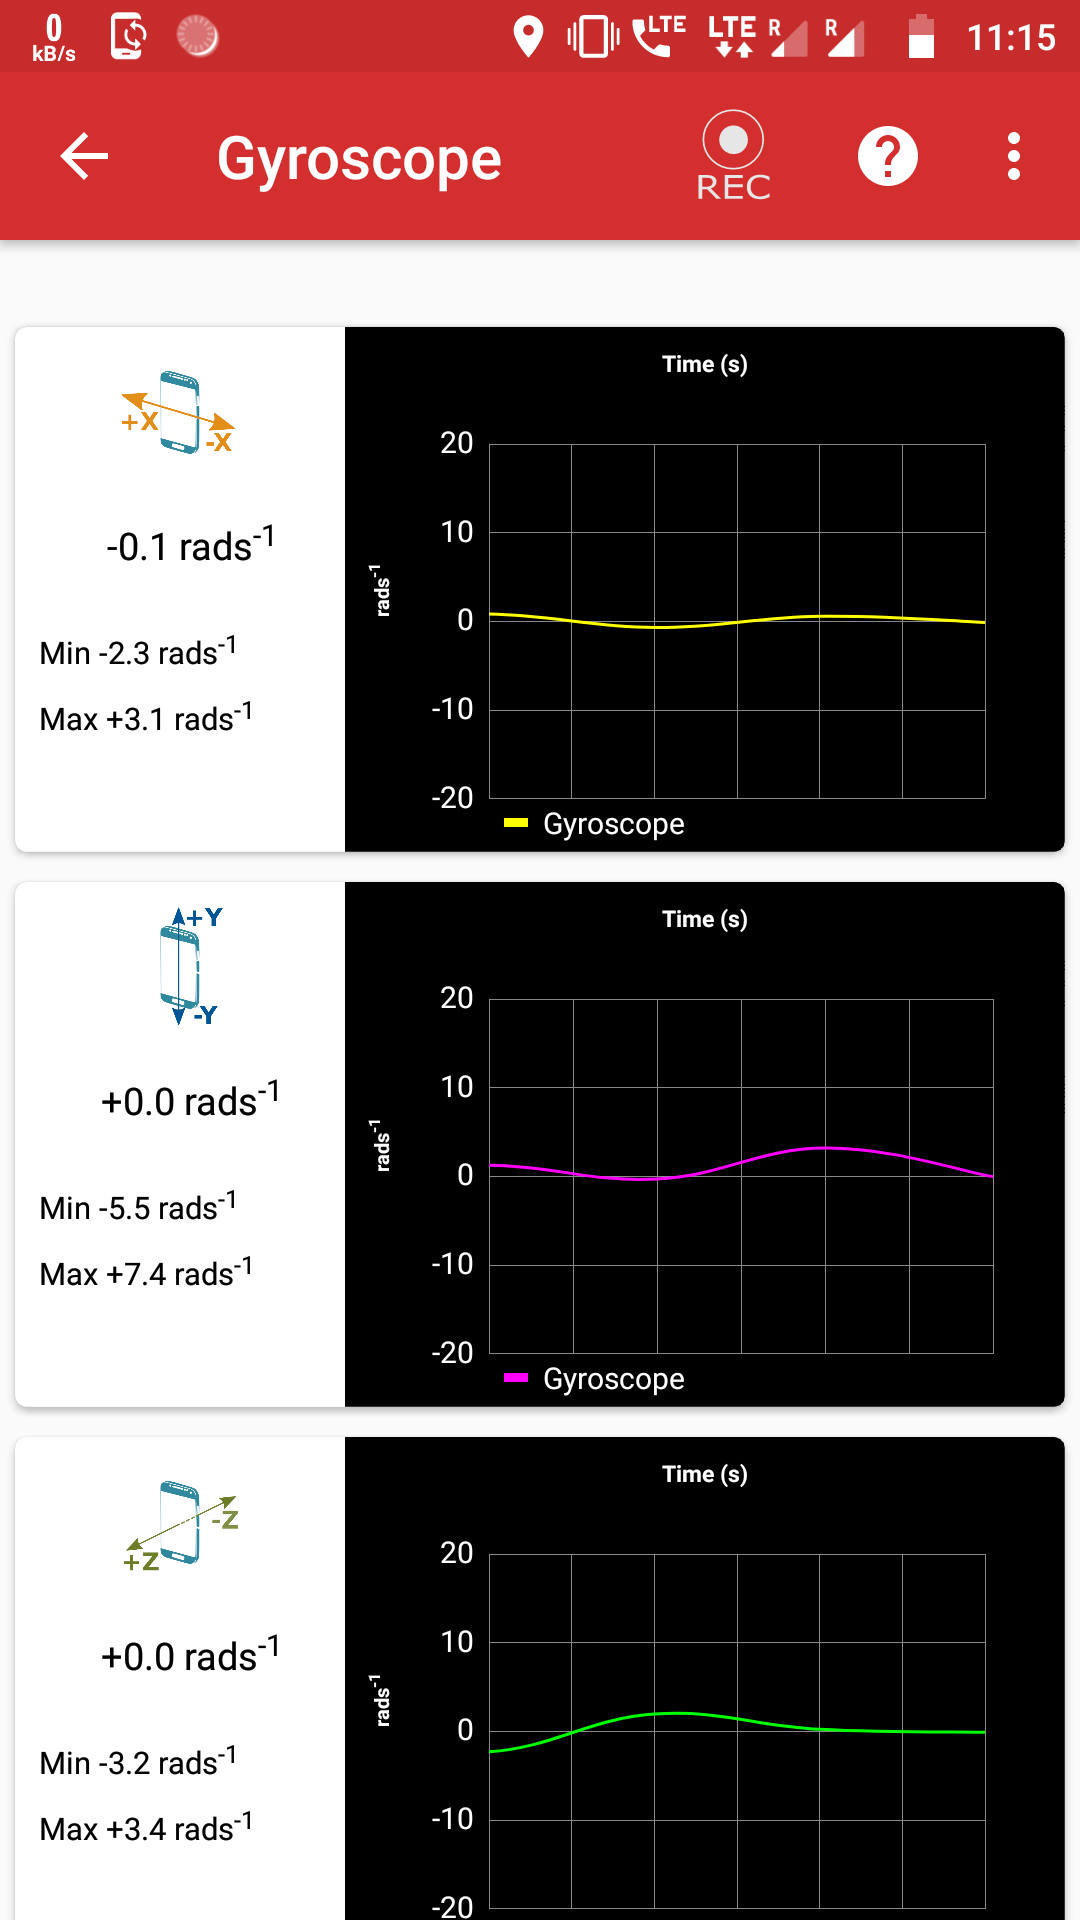 0 kB/s LTE LTE R R 11:15
Gyroscope REC ?
Time (s)
+X -X
-0.1 rads⁻¹
Min -2.3 rads⁻¹
Max +3.1 rads⁻¹
20
10
rads⁻¹
0
-10
-20
Gyroscope
Time (s)
+Y
-Y
+0.0 rads⁻¹
Min -5.5 rads⁻¹
Max +7.4 rads⁻¹
20
10
rads⁻¹
0
-10
-20
Gyroscope
Time (s)
-Z
+Z
+0.0 rads⁻¹
Min -3.2 rads⁻¹
Max +3.4 rads⁻¹
20
10
rads⁻¹
0
-10
-20